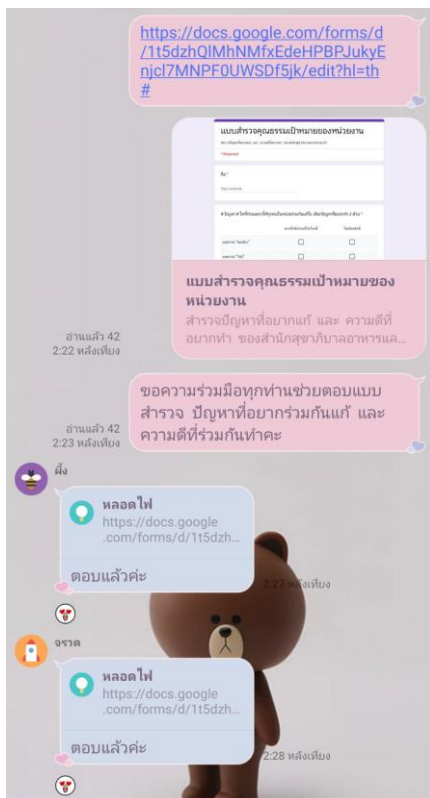 https://docs.google.com/forms/d
/1t5dzhQlMhNMfxEdeHPBPJukyE
njcl7MNPF0UWSDf5jk/edit?hl=th
#
แบบสำรวจคุณธรรมเป้าหมายของหน่วยงาน
* Required
ชื่อ *
Your answer
แบบสำรวจคุณธรรมเป้าหมายของ
หน่วยงาน
สำรวจปัญหาที่อยากแก้ และ ความดีที่
อยากทำ ของสำนักสุขาภิบาลอาหารแล...
อ่านแล้ว 42
2:22 หลังเที่ยง
ขอความร่วมมือทุกท่านช่วยตอบแบบ
สำรวจ ปัญหาที่อยากร่วมกันแก้ และ
ความดีที่ร่วมกันทำคะ
อ่านแล้ว 42
2:23 หลังเที่ยง
ผึ้ง
หลอดไฟ
https://docs.google
.com/forms/d/1t5dzh...
ตอบแล้วค่ะ
2:27 หลังเที่ยง
จรวด
หลอดไฟ
https://docs.google
.com/forms/d/1t5dzh...
ตอบแล้วค่ะ
2:28 หลังเที่ยง